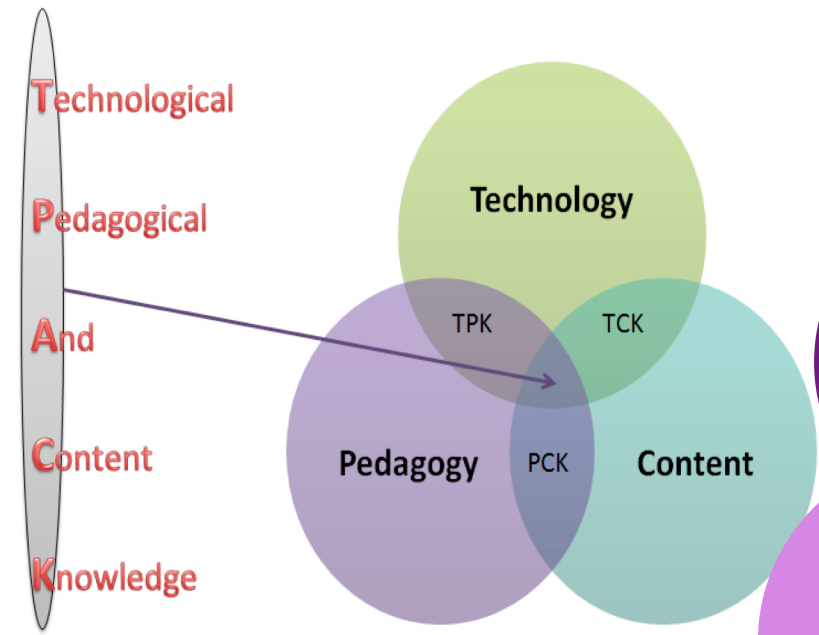 Technological
Pedagogical
And
Content
Knowledge
Technology
TPK TCK
Pedagogy PCK Content